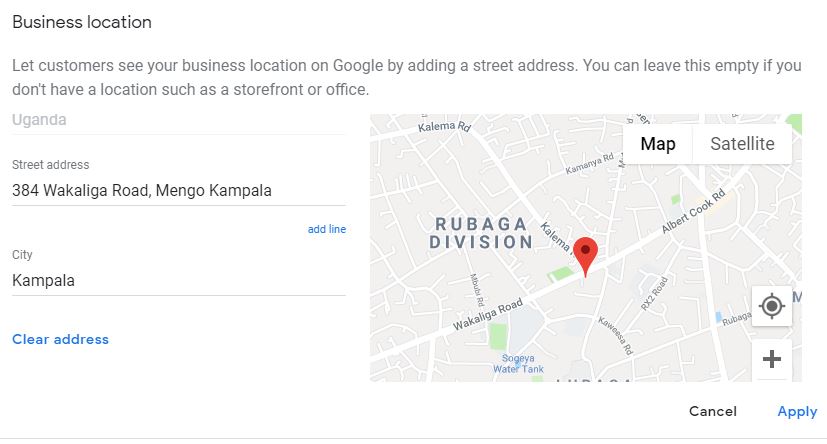 Business location
Let customers see your business location on Google by adding a street address. You can leave this empty if you
don't have a location such as a storefront or office.
Uganda
Street address
384 Wakaliga Road, Mengo Kampala
add line
City
Kampala
Clear address
Kalema Rd
Map
Satellite
Kamanya Rd
Albert Cook Rd
RUBAGA
DIVISION
Kalema
Mbubi Rd
RX2 Road
Wakaliga Road
Kaweesa Rd
Rubaga
M
Sogeya
Water Tank
Cancel
Apply